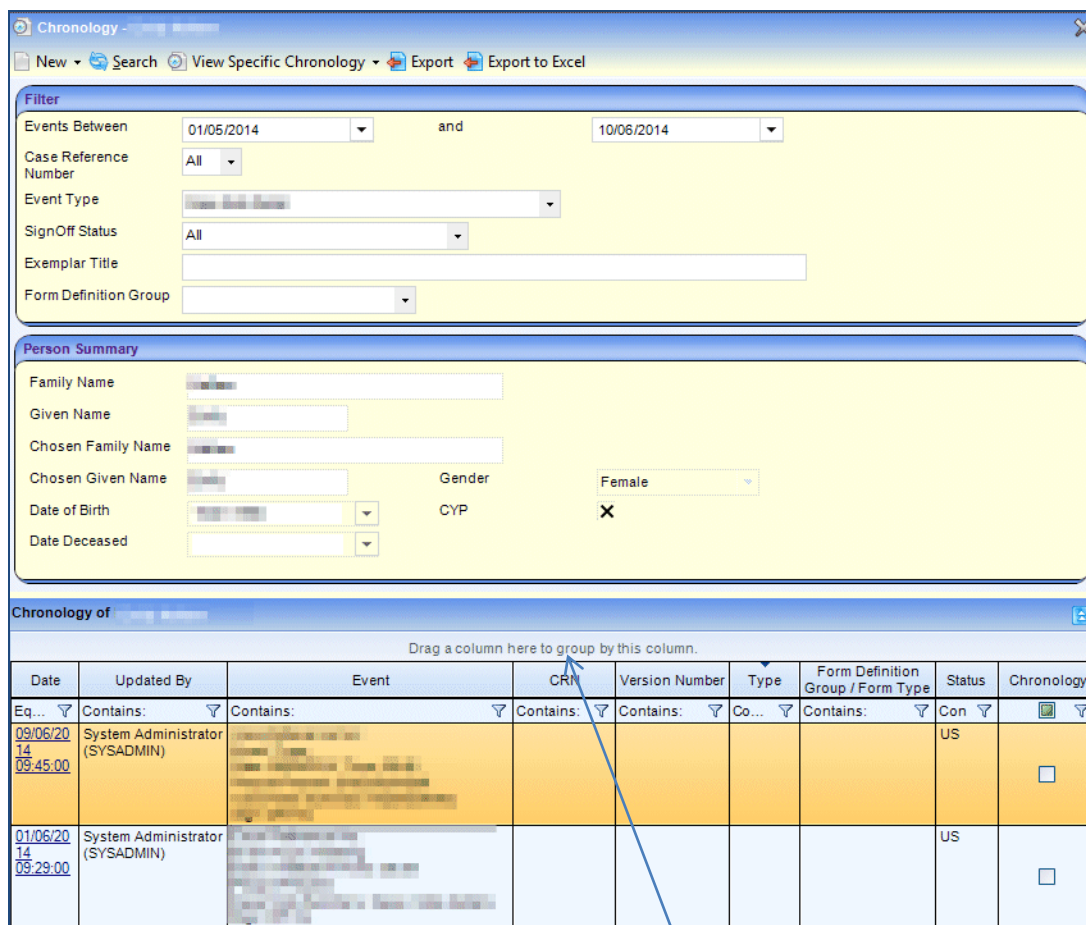 Chronology -
New Search View Specific Chronology Export Export to Excel
Filter
Events Between 01/05/2014 and 10/06/2014
Case Reference
Number
All
Event Type
SignOff Status All
Exemplar Title
Form Definition Group
Person Summary
Family Name
Given Name
Chosen Family Name
Chosen Given Name Gender Female
Date of Birth CYP
Date Deceased
Chronology of
Drag a column here to group by this column.
Date Updated By Event CRN Version Number Type Form Definition Group / Form Type Status Chronology
Eq... Contains: Contains: Contains: Contains: Co... Contains: Con
09/06/20 System Administrator US
14 (SYSADMIN)
09:45:00
01/06/20 System Administrator US
14 (SYSADMIN)
09:29:00